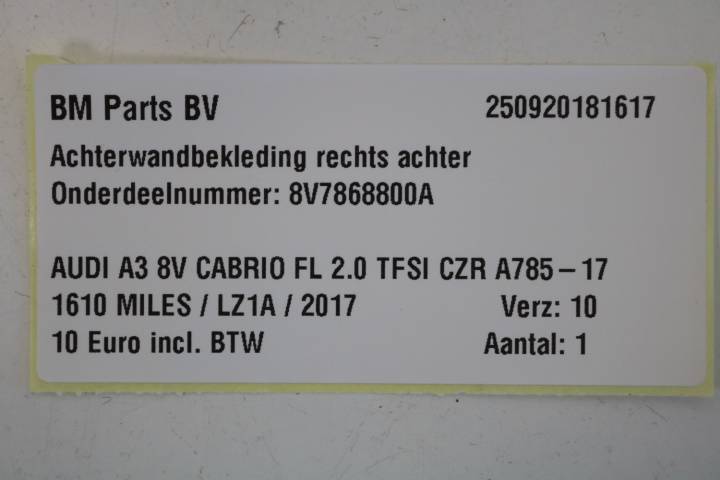 BM Parts BV 250920181617
Achterwandbekleding rechts achter
Onderdeelnummer: 8V7868800A
AUDI A3 8V CABRIO FL 2.0 TFSI CZR A785 – 17
1610 MILES / LZ1A / 2017 Verz: 10
10 Euro incl. BTW Aantal: 1